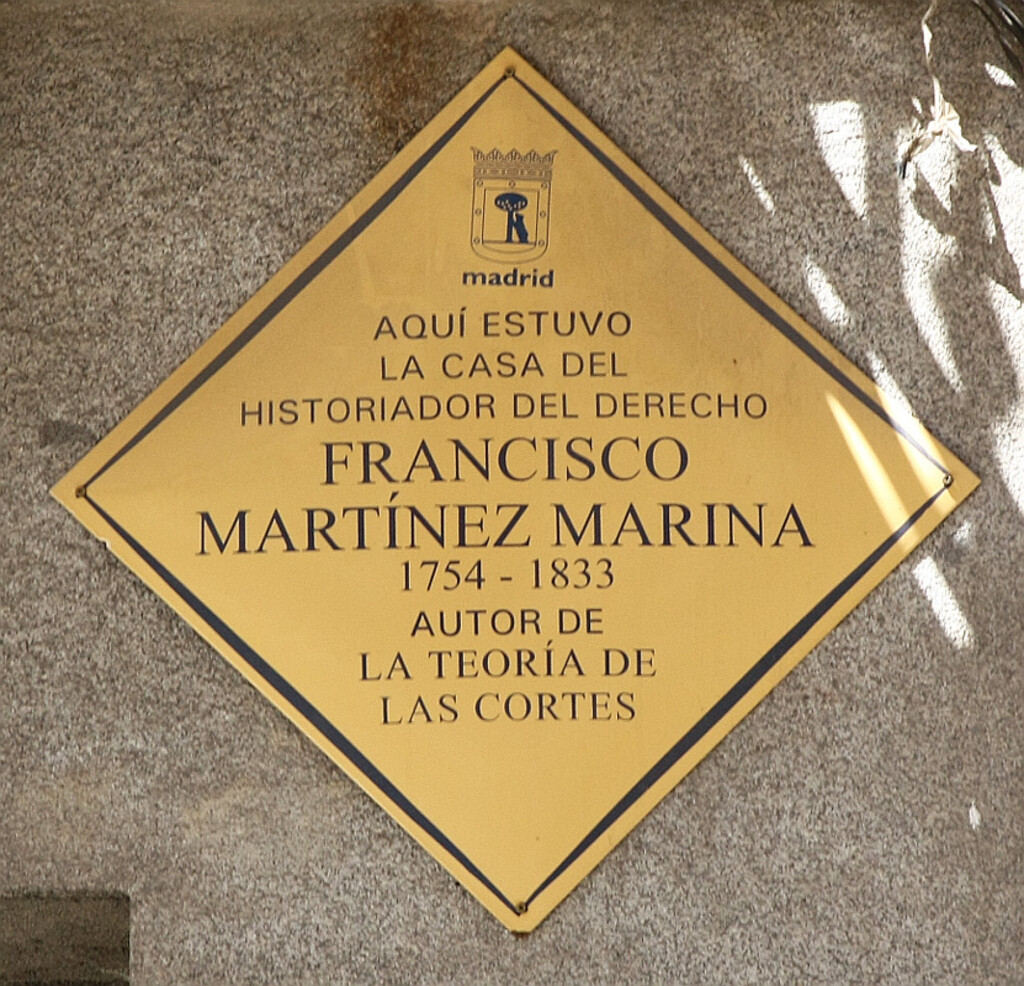 madrid
AQUÍ ESTUVO
LA CASA DEL
HISTORIADOR DEL DERECHO
FRANCISCO
MARTÍNEZ MARINA
1754 - 1833
AUTOR DE
LA TEORÍA DE
LAS CORTES